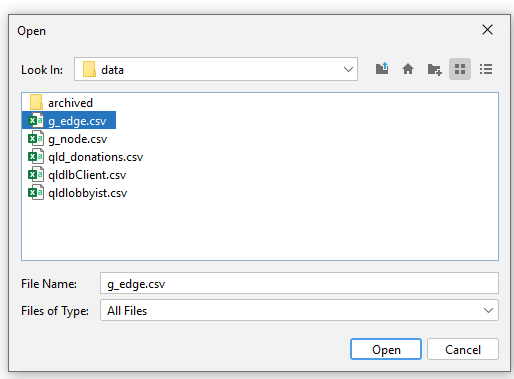 Open
Look In: data
archived
g_edge.csv
g_node.csv
qld_donations.csv
qldlbClient.csv
qldlobbyist.csv
File Name: g_edge.csv
Files of Type: All Files
Open Cancel